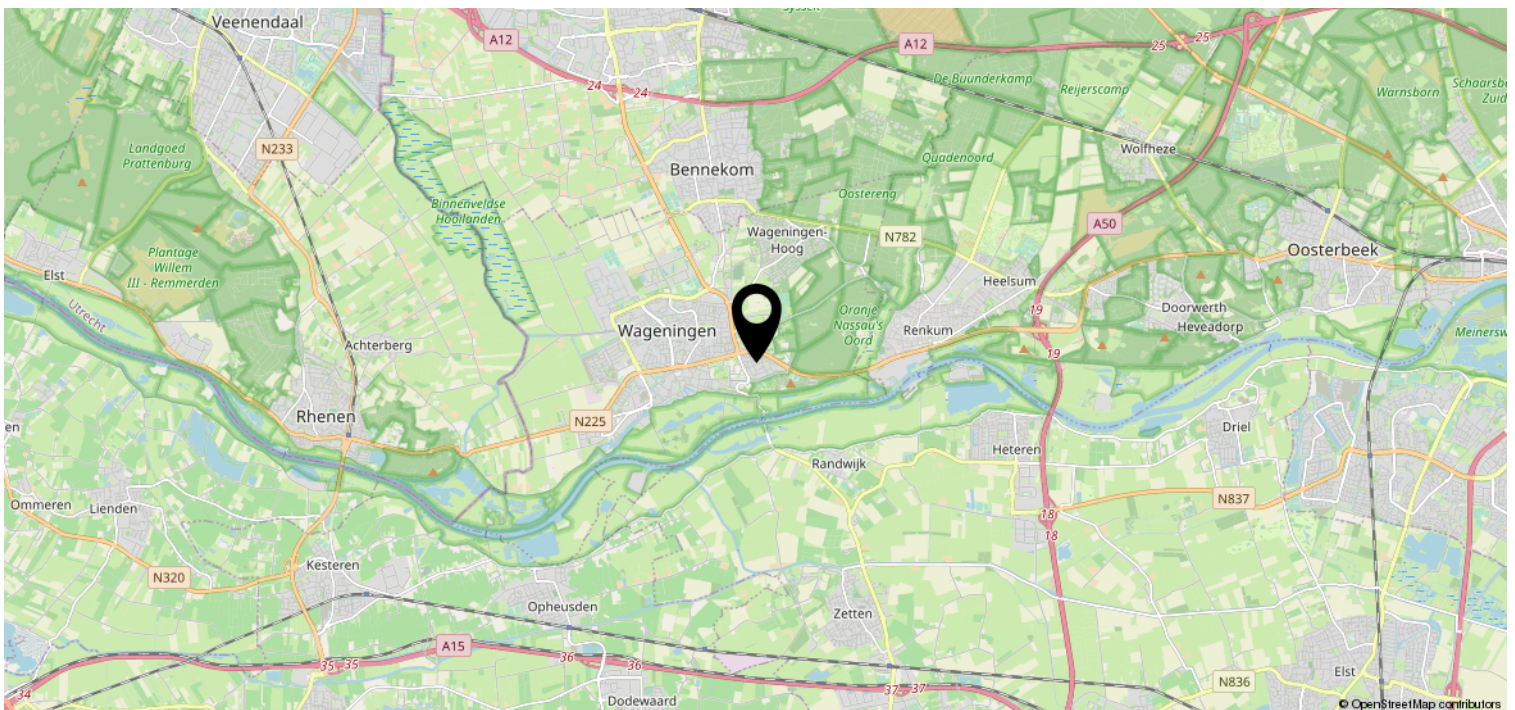 Veenendaal
A12
A12
25
25
24
24
De Buunderkamp
Reijerscamp
Warnsborn
Landgoed
Prattenburg
N233
Wolfheze
Quadenoord
Bennekom
Oostereng
Binnenveldse
Hooilanden
A50
Wageningen-
Hoog
N782
Oosterbeek
Plantage
Willem
III - Remmerden
Elst
Heelsum
Utrecht
Oranje
Nassau's
Oord
19
Doorwerth
Heveadorp
Wageningen
Renkum
Achterberg
19
Rhenen
N225
Driel
Heteren
Randwijk
Ommeren
Lienden
N837
18
18
Kesteren
N320
Opheusden
Zetten
A15
35
35
36
36
Elst
N836
37
37
34
Dodewaard
© OpenStreetMap contributors